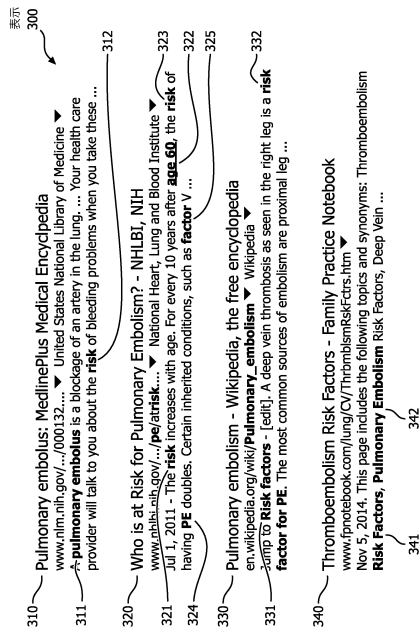 表示
300
312
323
322
325
332
310
Pulmonary embolus: MedlinePlus Medical Encyclpedia
www.nlm.nih.gov/.../000132.... ▼ United States National Library of Medicine ▼
A pulmonary embolus is a blockage of an artery in the lung. ... Your health care
provider will talk to you about the risk of bleeding problems when you take these ...
311
320
Who is at Risk for Pulmonary Embolism? - NHLBI, NIH
www.nhlbi.nih.gov/.../pe/atrisk.... ▼ National Heart, Lung and Blood Institute ▼
Jul 1, 2011 - The risk increases with age. For every 10 years after age 60, the risk of
having PE doubles. Certain inherited conditions, such as factor V ...
321
324
330
Pulmonary embolism - Wikipedia, the free encyclopedia
en.wikipedia.org/wiki/Pulmonary_embolism ▼ Wikipedia ▼
Jump to Risk factors - [edit]. A deep vein thrombosis as seen in the right leg is a risk
factor for PE. The most common sources of embolism are proximal leg ...
331
340
Thromboembolism Risk Factors - Family Practice Notebook
www.fpnotebook.com/lung/CV/ThrbmblsmRskFctrs.htm ▼
Nov 5, 2014. This page includes the following topics and synonyms: Thromboembolism
Risk Factors, Pulmonary Embolism Risk Factors, Deep Vein ...
341
342